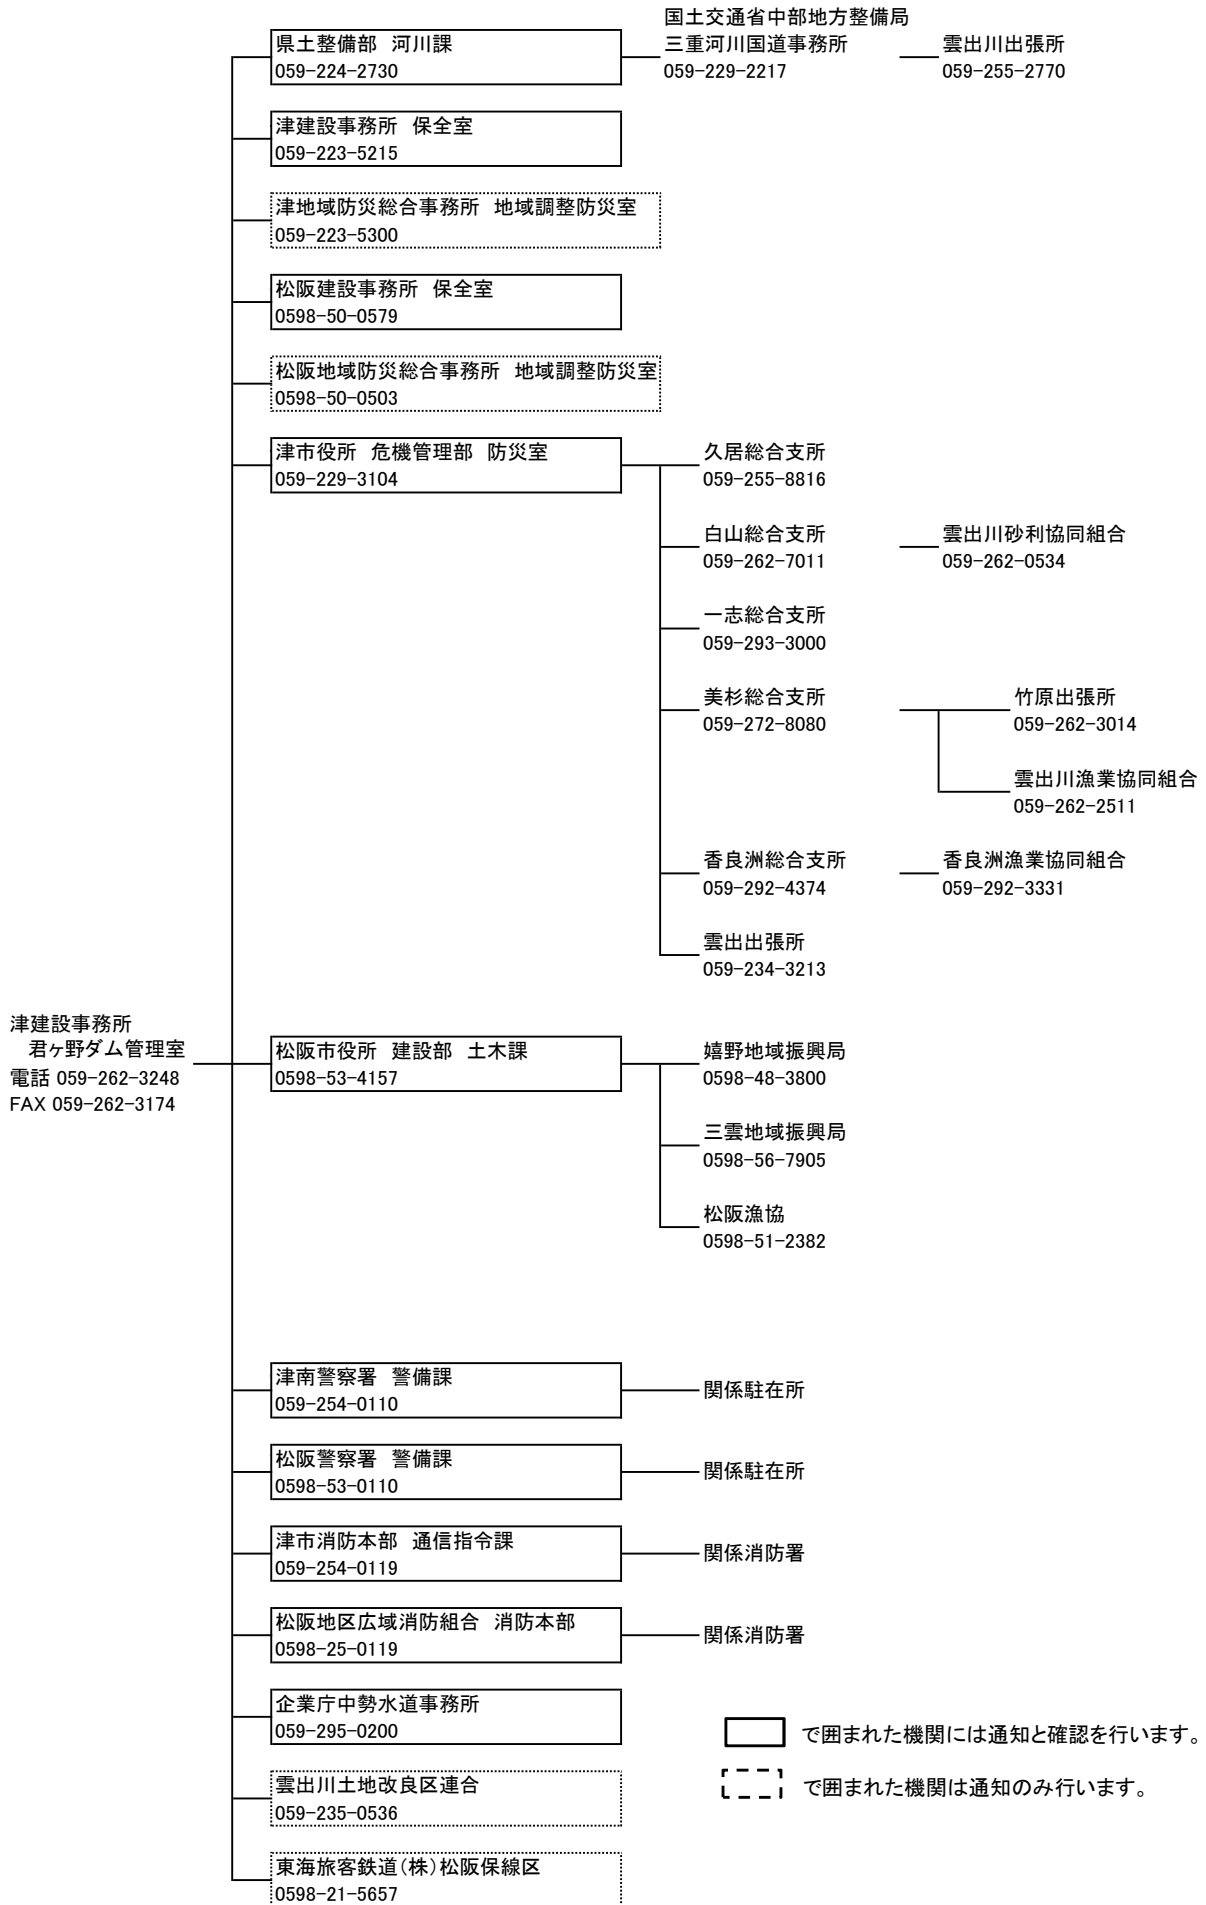 国土交通省中部地方整備局
県土整備部 河川課
059-224-2730
三重河川国道事務所
059-229-2217
雲出川出張所
059-255-2770
津建設事務所 保全室
059-223-5215
津地域防災総合事務所 地域調整防災室
059-223-5300
松阪建設事務所 保全室
0598-50-0579
松阪地域防災総合事務所 地域調整防災室
0598-50-0503
津市役所 危機管理部 防災室
059-229-3104
久居総合支所
059-255-8816
白山総合支所
059-262-7011
雲出川砂利協同組合
059-262-0534
一志総合支所
059-293-3000
美杉総合支所
059-272-8080
竹原出張所
059-262-3014
雲出川漁業協同組合
059-262-2511
香良洲総合支所
059-292-4374
香良洲漁業協同組合
059-292-3331
雲出出張所
059-234-3213
津建設事務所
君ヶ野ダム管理室
電話 059-262-3248
FAX 059-262-3174
松阪市役所 建設部 土木課
0598-53-4157
嬉野地域振興局
0598-48-3800
三雲地域振興局
0598-56-7905
松阪漁協
0598-51-2382
津南警察署 警備課
059-254-0110
関係駐在所
松阪警察署 警備課
0598-53-0110
関係駐在所
津市消防本部 通信指令課
059-254-0119
関係消防署
松阪地区広域消防組合 消防本部
0598-25-0119
関係消防署
企業庁中勢水道事務所
059-295-0200
で囲まれた機関には通知と確認を行います。
雲出川土地改良区連合
059-235-0536
で囲まれた機関は通知のみ行います。
東海旅客鉄道(株)松阪保線区
0598-21-5657